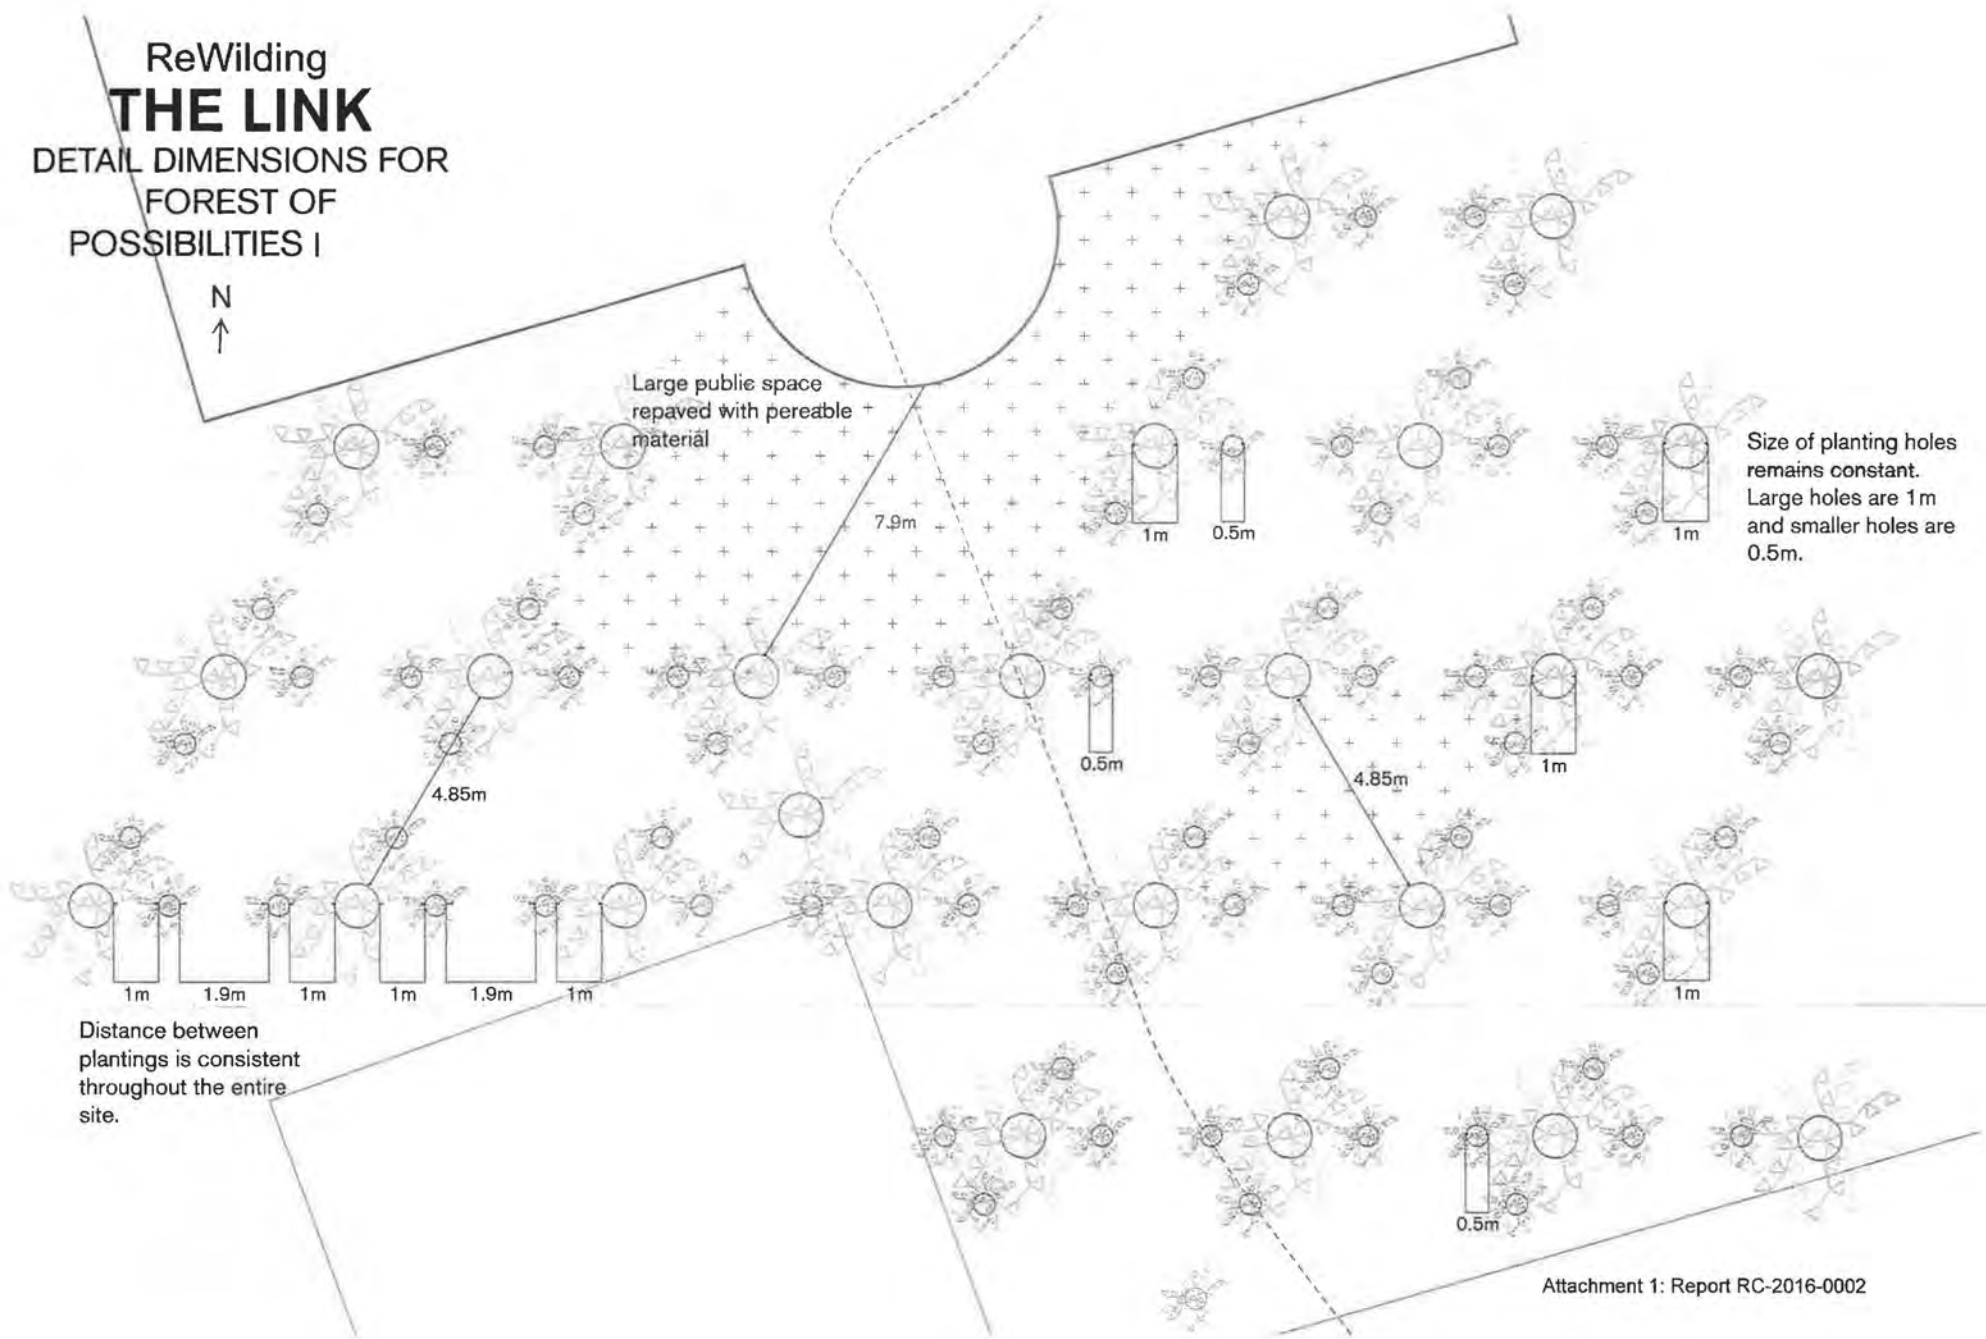 ReWilding
THE LINK
DETAIL DIMENSIONS FOR
FOREST OF
POSSIBILITIES I
N
Large public space
repaved with pereable
material
7.9m
1m
0.5m
1m
Size of planting holes
remains constant.
Large holes are 1m
and smaller holes are
0.5m.
4.85m
0.5m
4.85m
1m
1m
1.9m
1m
1m
1.9m
1m
1m
Distance between
plantings is consistent
throughout the entire
site.
0.5m
Attachment 1: Report RC-2016-0002